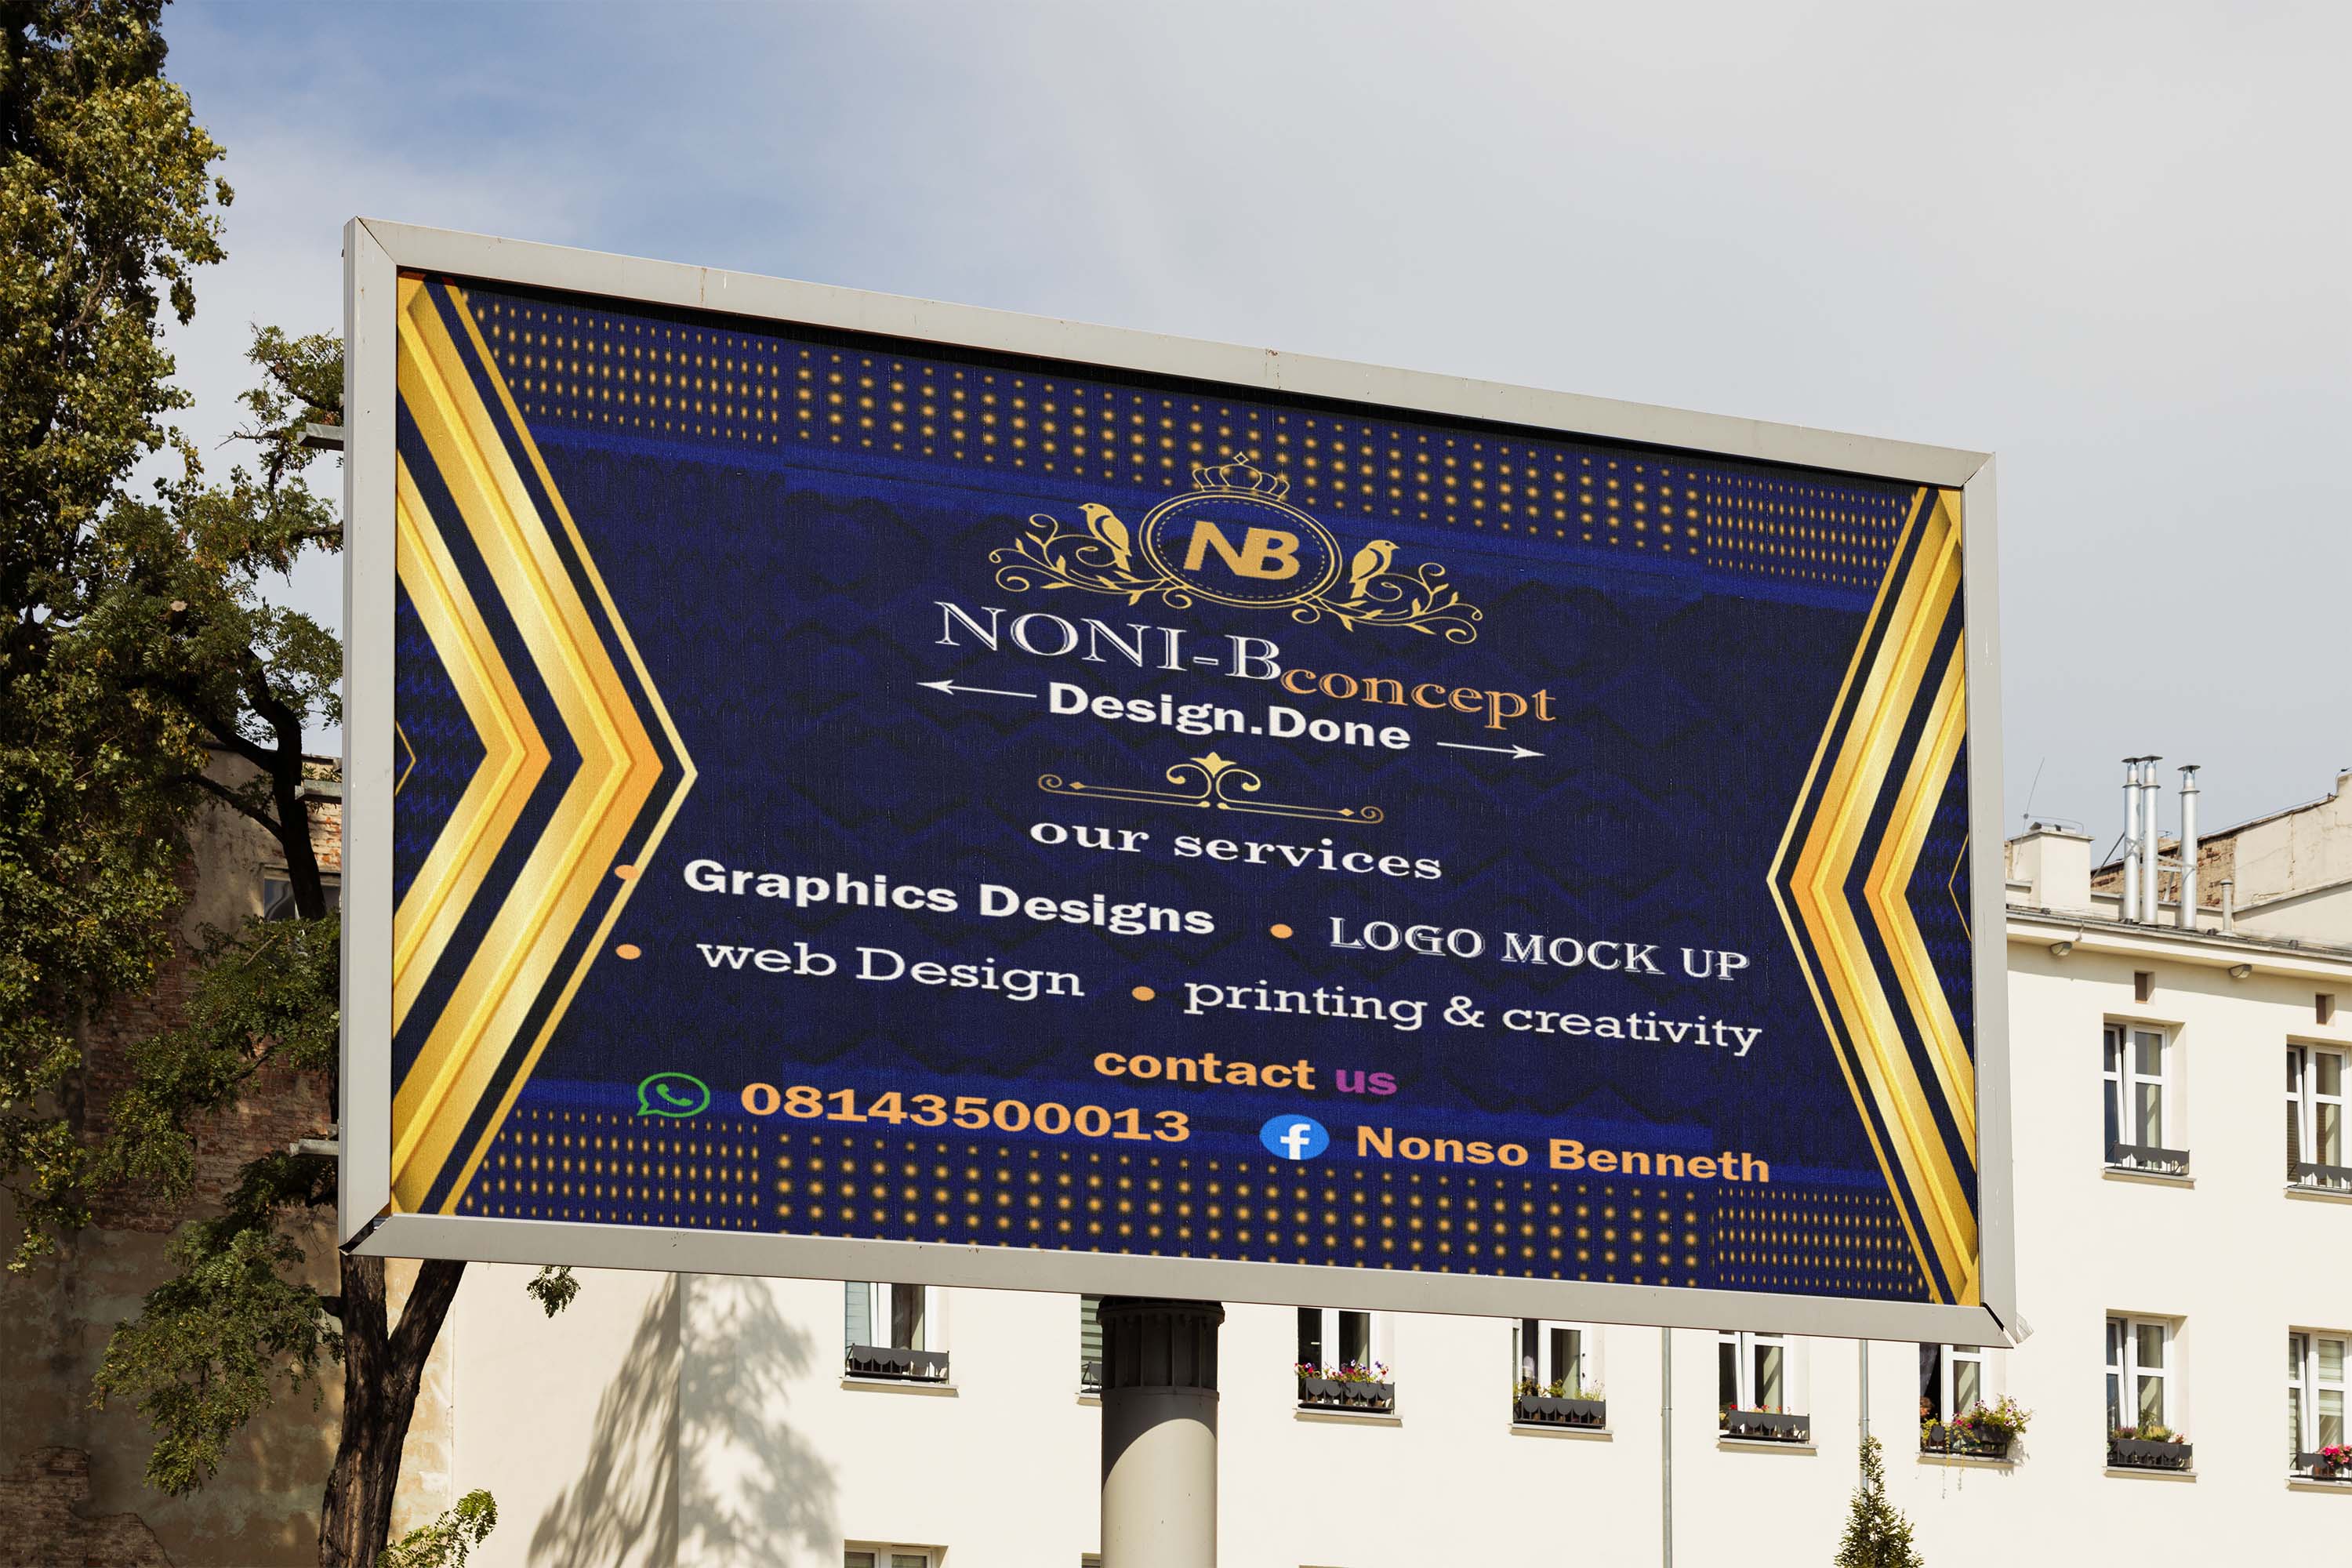 NB
NONI-Bconcept
Design.Done
our services
• Graphics Designs • LOGO MOCK UP
• web Design • printing & creativity
contact us
08143500013 f Nonso Benneth